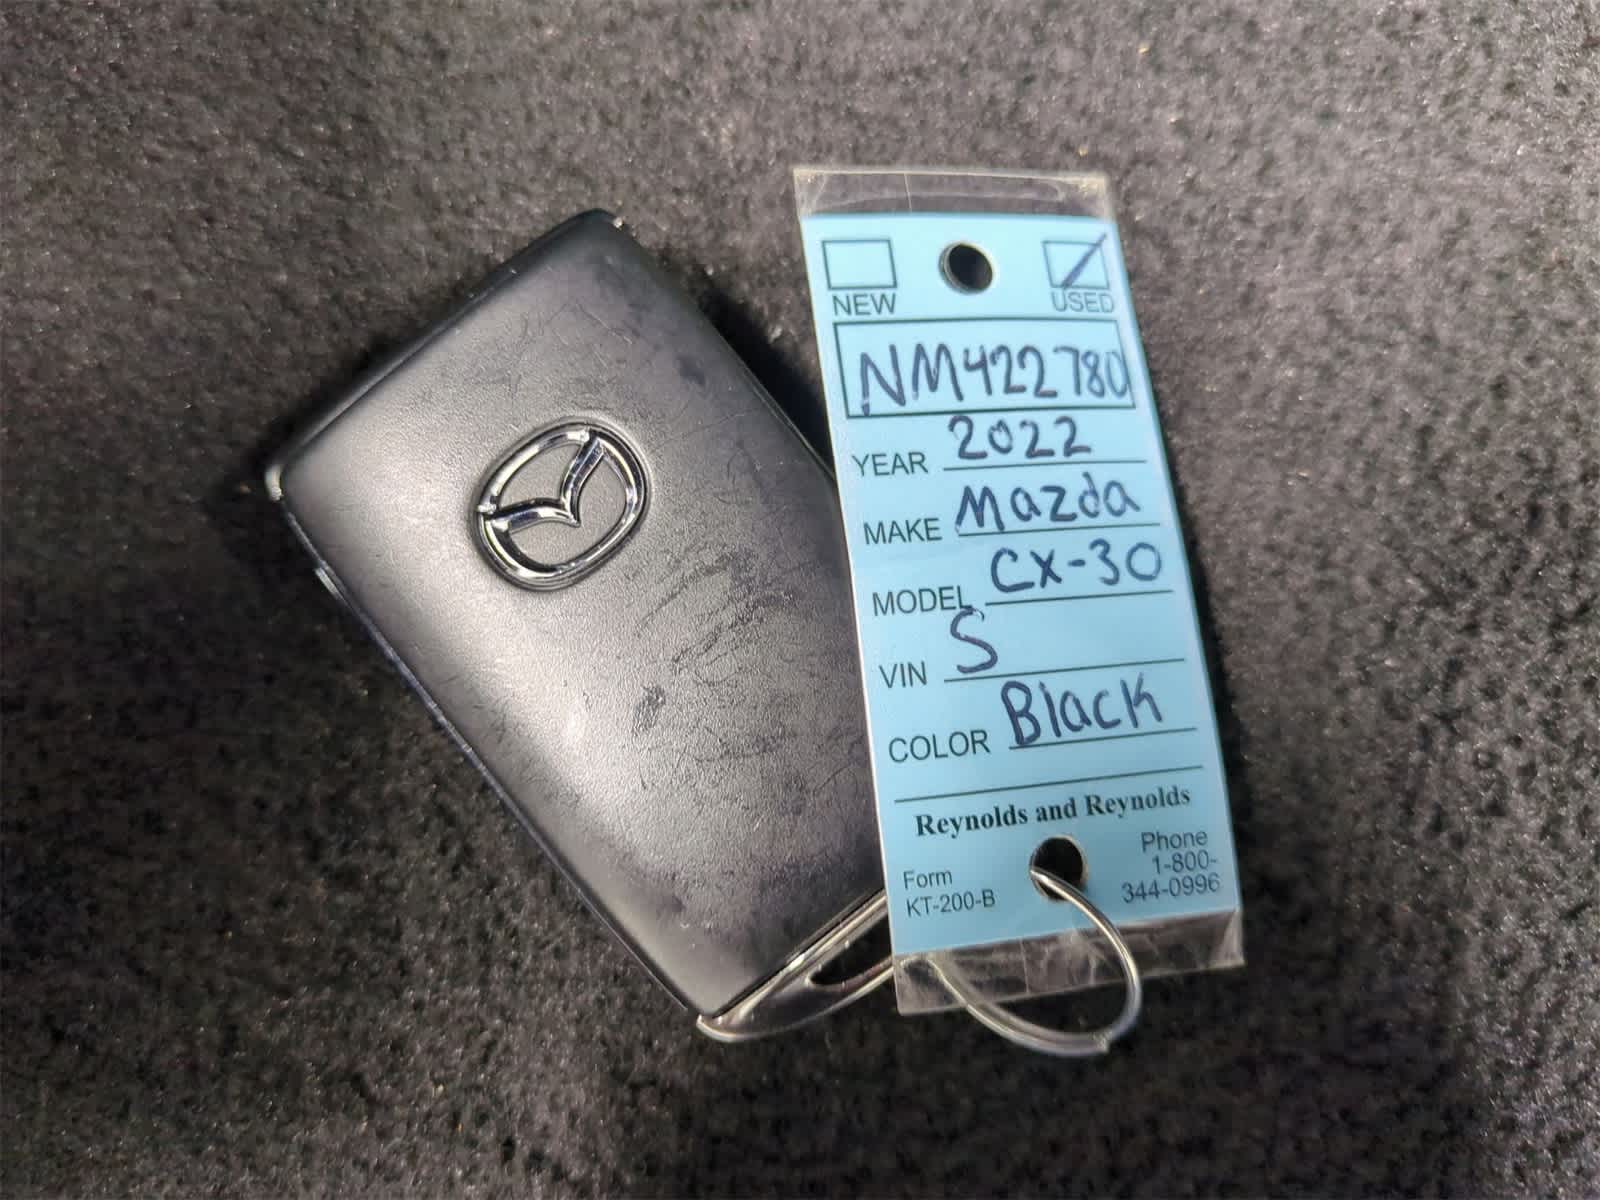 NEW USED
NM422780
YEAR 2022
MAKE Mazda
MODEL CX-30
VIN S
COLOR Black
Reynolds and Reynolds
Form
KT-200-B
Phone
1-800-
344-0996